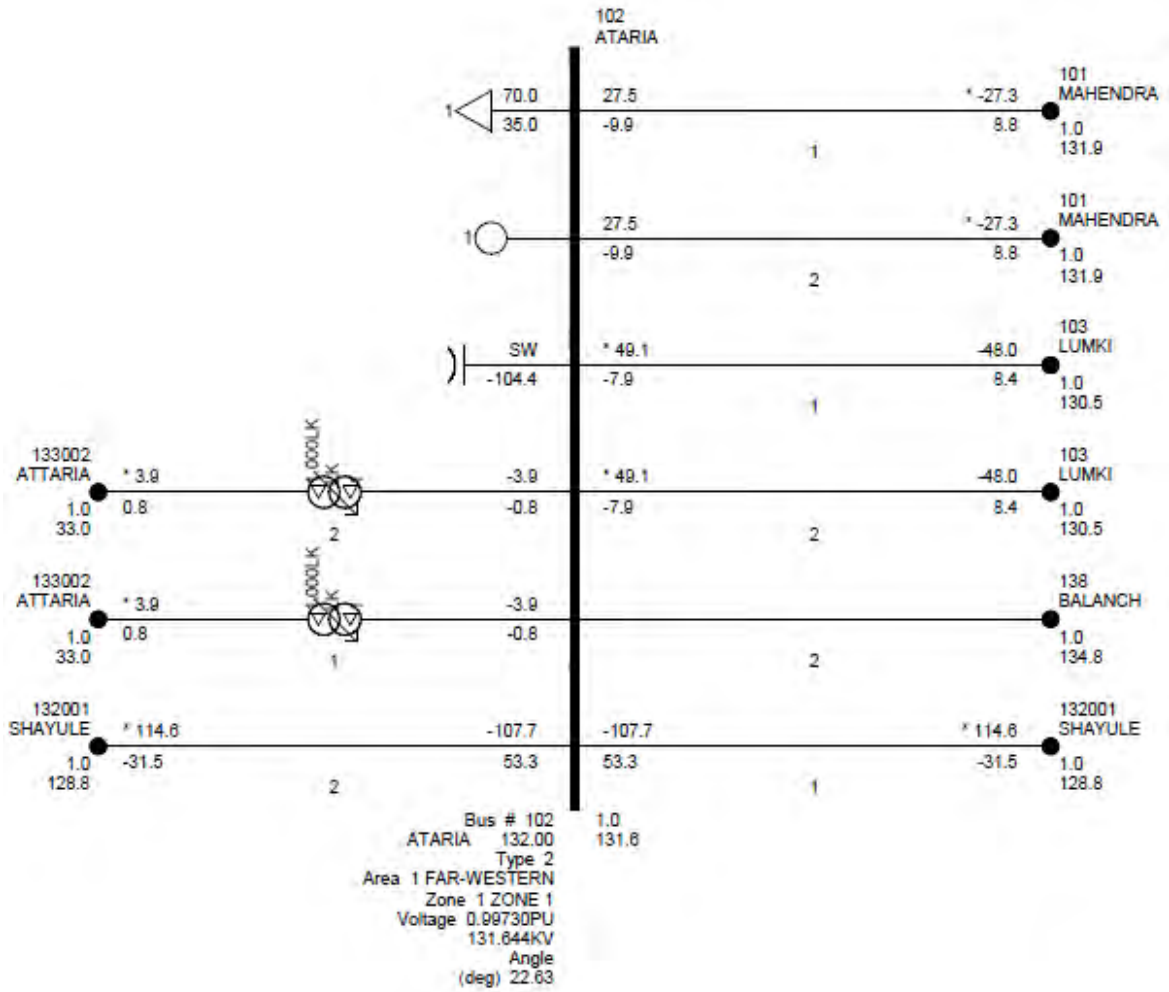 102
ATARIA
1 70.0 27.5 * -27.3 101
MAHENDRA
35.0 -9.9 8.8 1.0
131.9
1
1 27.5 * -27.3 101
MAHENDRA
-9.9 8.8 1.0
131.9
2
SW * 49.1 -48.0 103
LUMKI
-104.4 -7.9 8.4 1.0
130.5
1
133002
ATTARIA * 3.9 -3.9 * 49.1 -48.0 103
LUMKI
1.0 0.8 -0.8 -7.9 8.4 1.0
33.0 130.5
2 2
133002
ATTARIA * 3.9 -3.9 138
BALANCH
1.0 0.8 -0.8 1.0
33.0 134.8
1 2
132001
SHAYULE * 114.6 -107.7 -107.7 * 114.6 132001
SHAYULE
1.0 -31.5 53.3 53.3 -31.5 1.0
128.8 128.8
2 1
Bus # 102 1.0
ATARIA 132.00 131.6
Type 2
Area 1 FAR-WESTERN
Zone 1 ZONE 1
Voltage 0.99730PU
131.644KV
Angle
(deg) 22.63